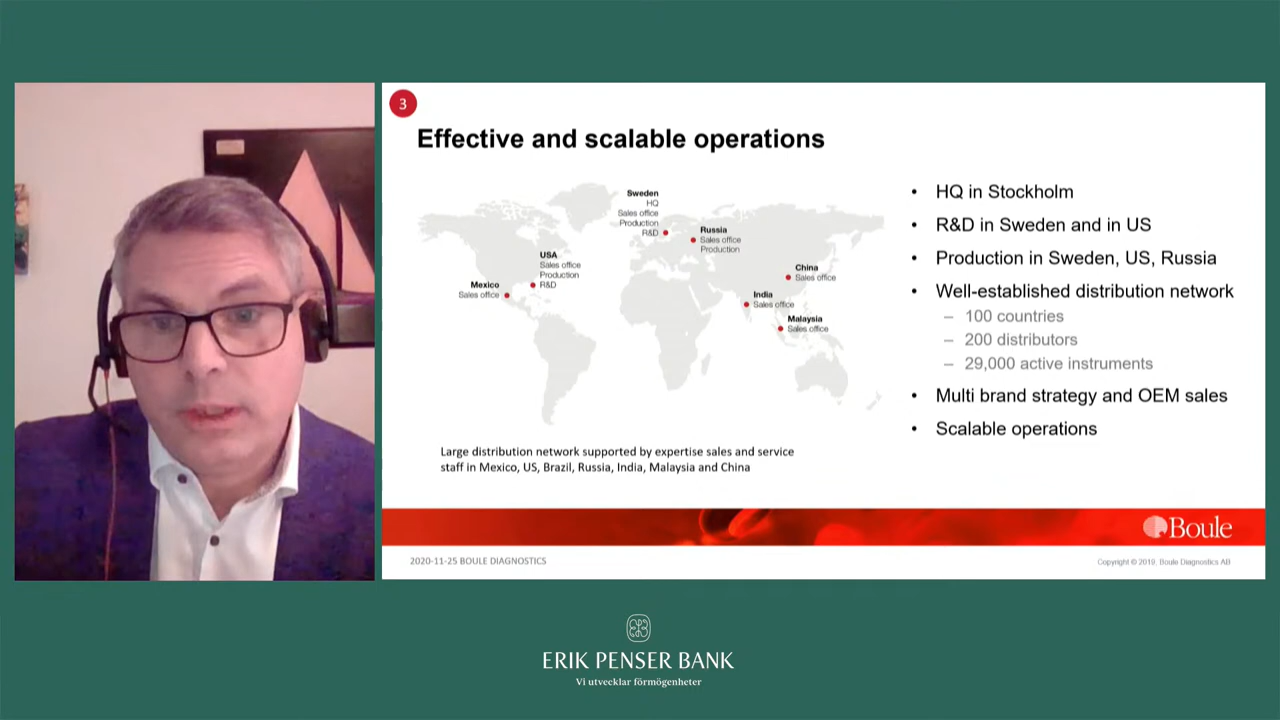 3
Effective and scalable operations
Sweden
HQ
Sales office
Production
R&D
Russia
Sales office
Production
USA
Sales office
Production
R&D
Mexico
Sales office
China
Sales office
India
Sales office
Malaysia
Sales office
Large distribution network supported by expertise sales and service
staff in Mexico, US, Brazil, Russia, India, Malaysia and China
• HQ in Stockholm
• R&D in Sweden and in US
• Production in Sweden, US, Russia
• Well-established distribution network
– 100 countries
– 200 distributors
– 29,000 active instruments
• Multi brand strategy and OEM sales
• Scalable operations
Boule
2020-11-25 BOULE DIAGNOSTICS
Copyright © 2019, Boule Diagnostics AB
ERIK PENSER BANK
Vi utvecklar förmögenheter